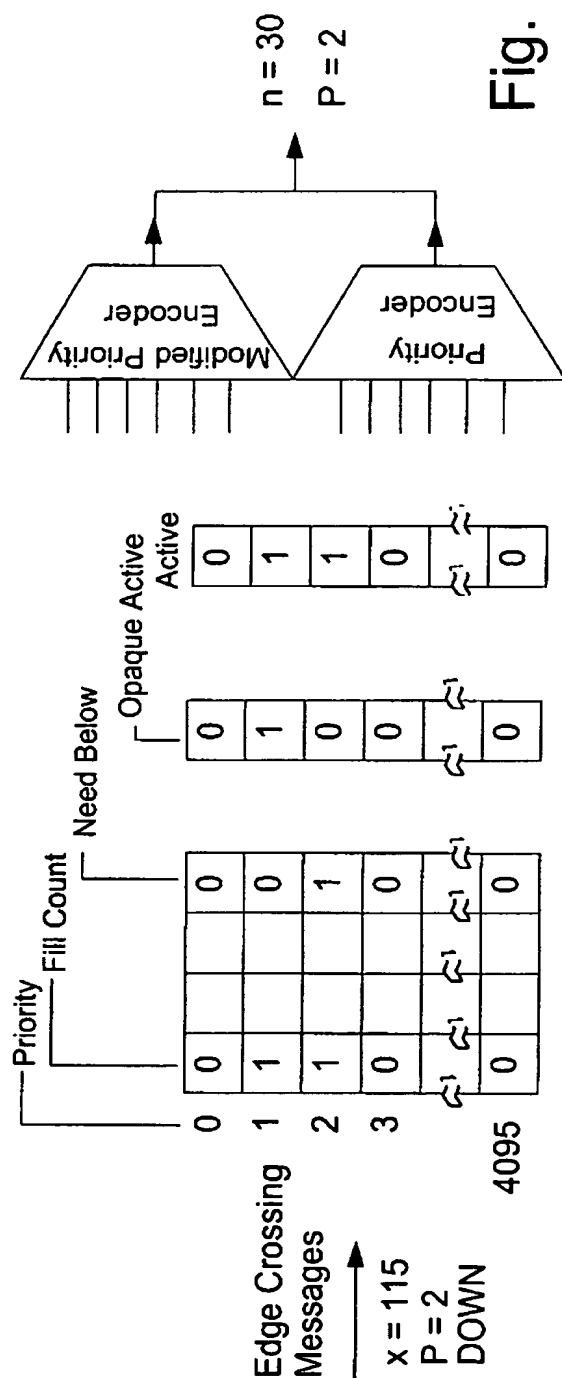 Priority
Fill Count
Need Below
Opaque Active
Active
Edge Crossing
Messages
x = 115
P = 2
DOWN
0 0 0 0 0
1 1 0 1 1
2 1 1 0 1
3 0 0 0 0
4095 0 0 0 0
Modified Priority
Encoder
Priority
Encoder
n = 30
P = 2
Fig.